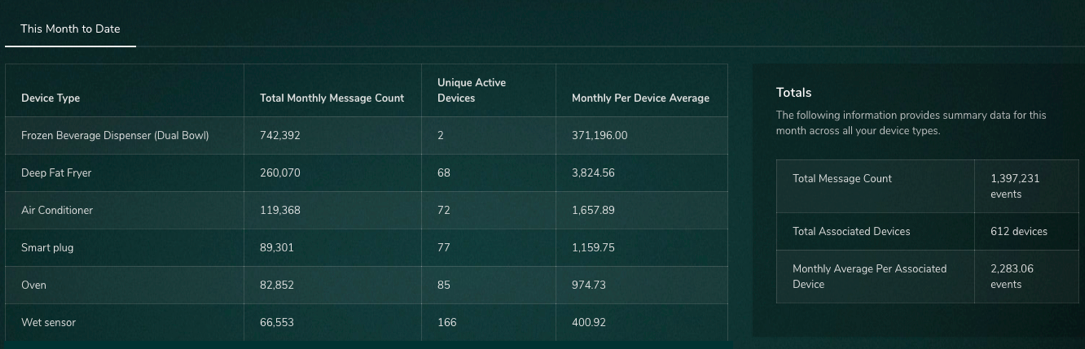 This Month to Date
Device Type Total Monthly Message Count Unique Active Devices Monthly Per Device Average
Frozen Beverage Dispenser (Dual Bowl) 742,392 2 371,196.00
Deep Fat Fryer 260,070 68 3,824.56
Air Conditioner 119,368 72 1,657.89
Smart plug 89,301 77 1,159.75
Oven 82,852 85 974.73
Wet sensor 66,553 166 400.92
Totals
The following information provides summary data for this
month across all your device types.
Total Message Count 1,397,231 events
Total Associated Devices 612 devices
Monthly Average Per Associated Device 2,283.06 events